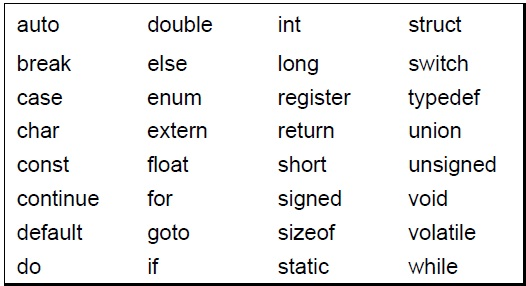 auto double int struct
break else long switch
case enum register typedef
char extern return union
const float short unsigned
continue for signed void
default goto sizeof volatile
do if static while